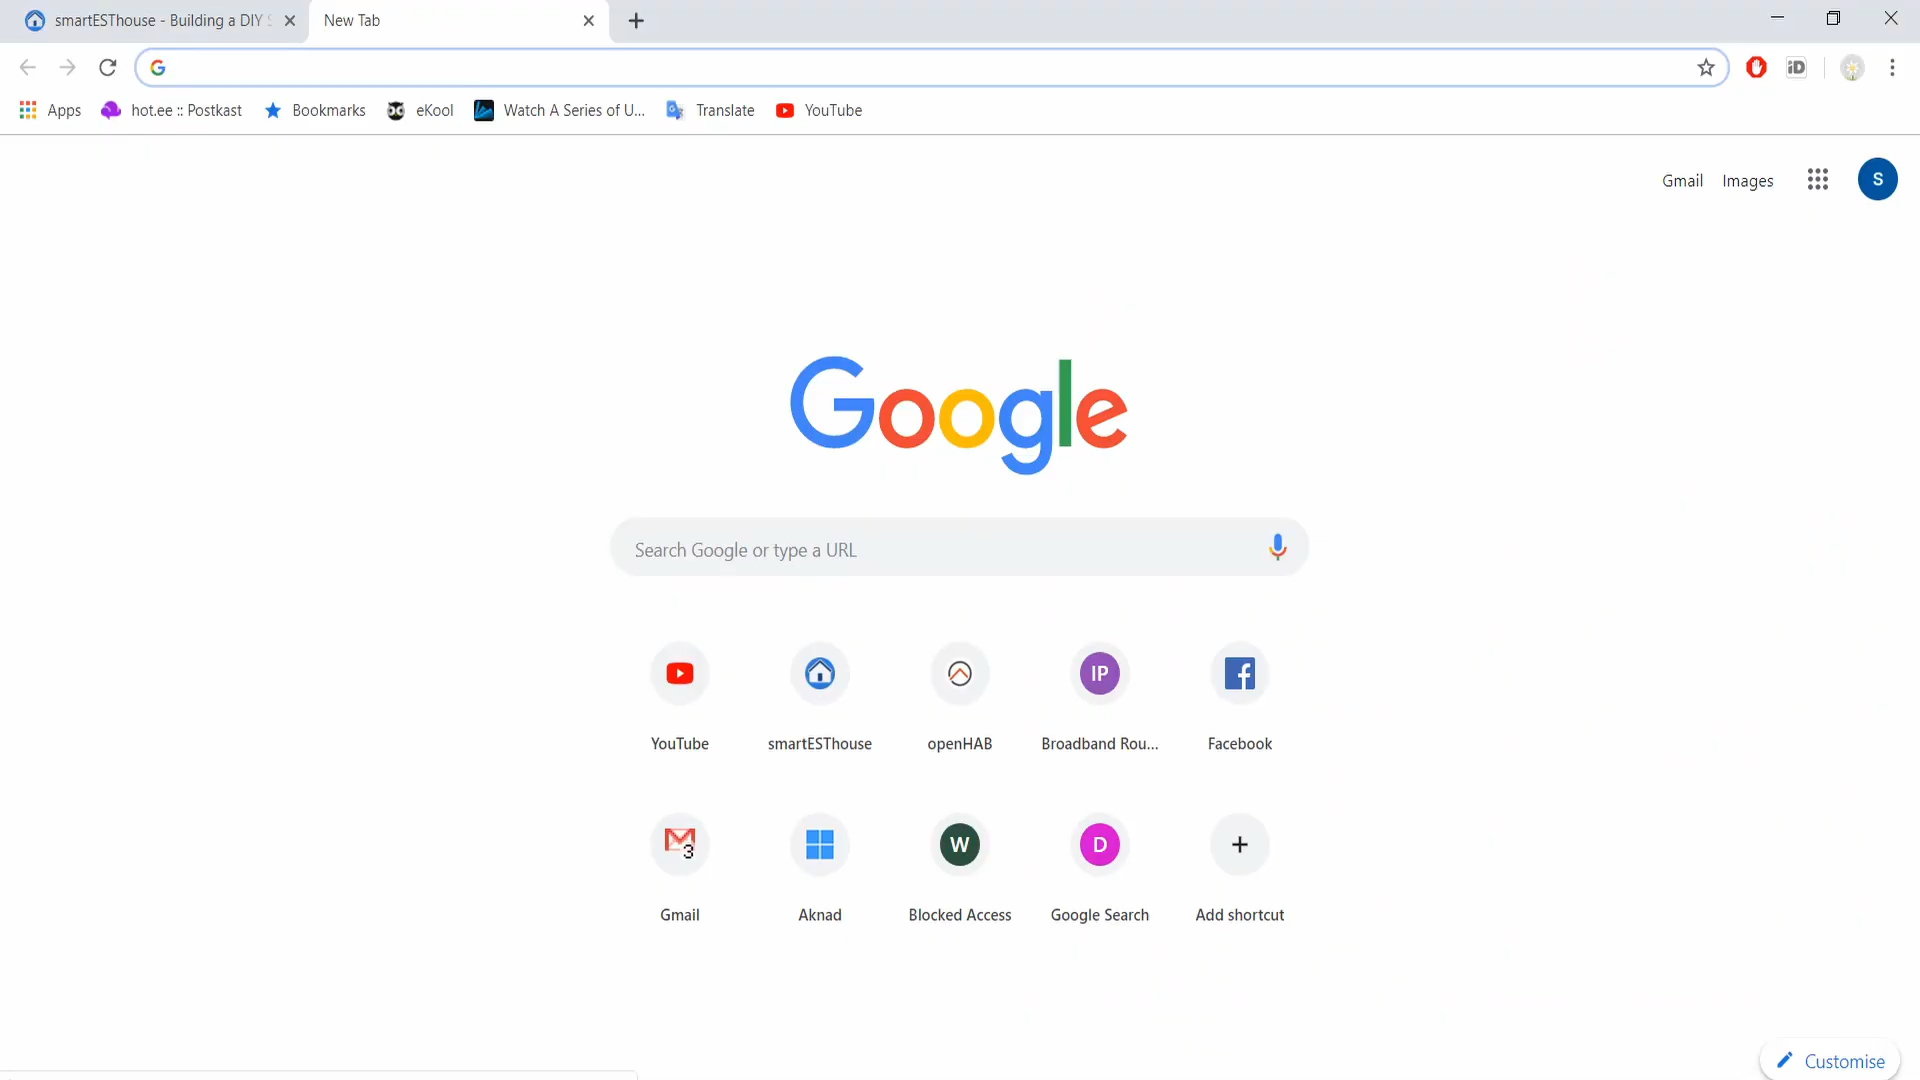 smartESThouse - Building a DIY S
New Tab
Apps
hot.ee :: Postkast
Bookmarks
eKool
Watch A Series of U...
Translate
YouTube
Gmail
Images
S
Google
Search Google or type a URL
IP
YouTube
smartESThouse
openHAB
Broadband Rou...
Facebook
3
W
D
Gmail
Aknad
Blocked Access
Google Search
Add shortcut
Customise